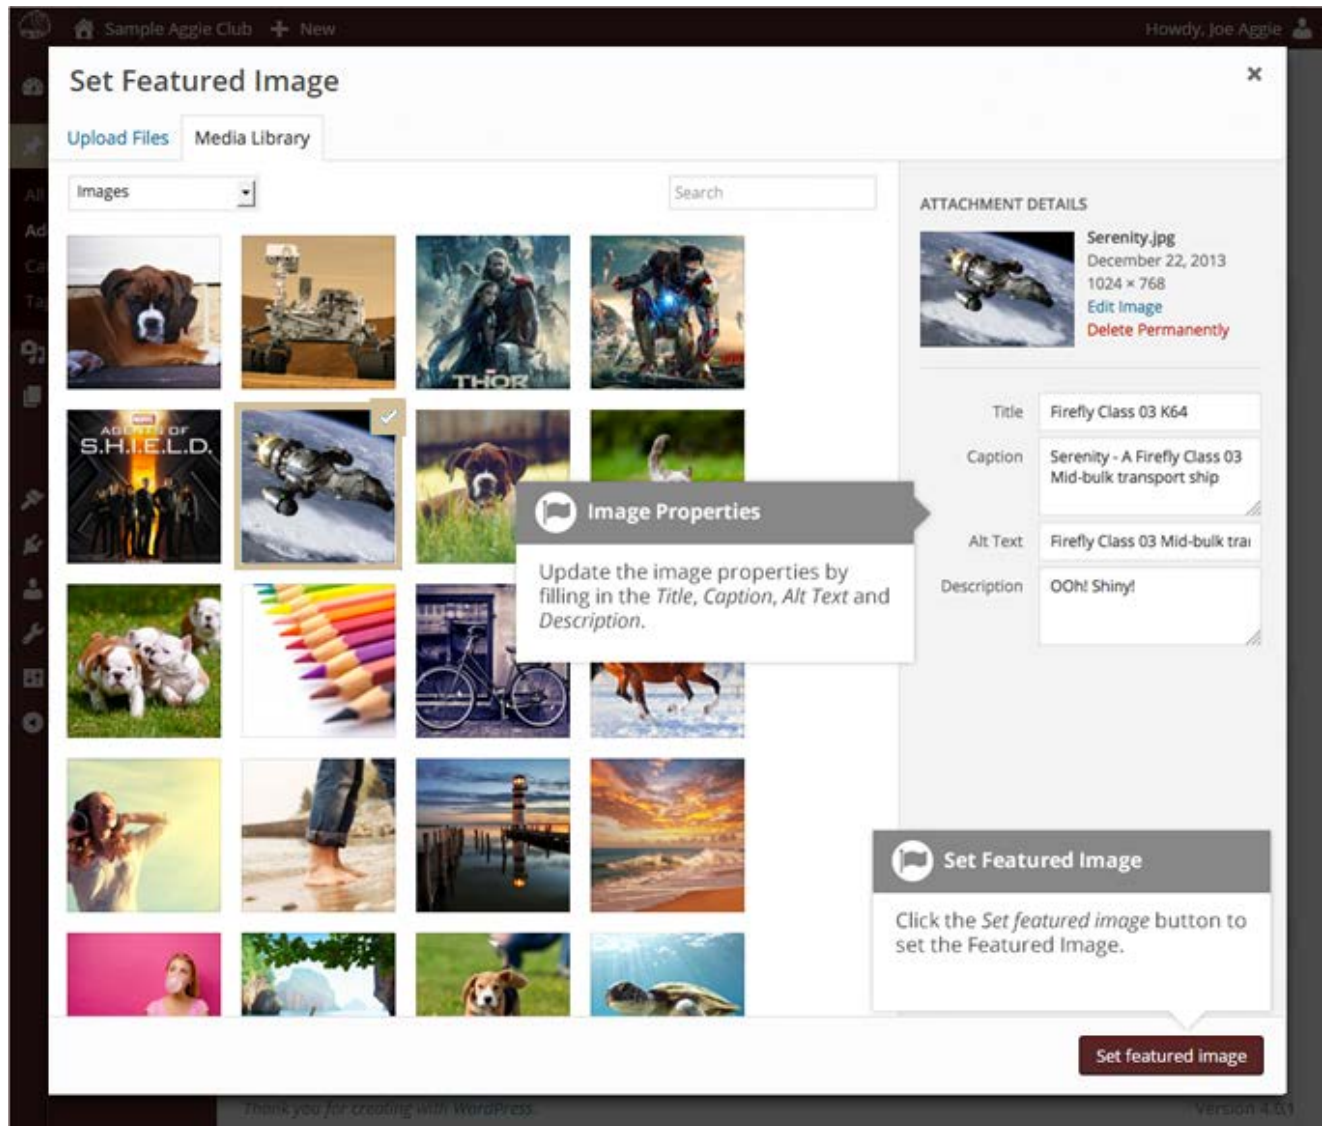 Sample Aggie Club
New
Howdy, Joe Aggie
Set Featured Image
×
Upload Files
Media Library
Images
Search
ATTACHMENT DETAILS
Serenity.jpg
December 22, 2013
1024 × 768
Edit Image
Delete Permanently
THOR
MARVEL
AGENTS OF
S.H.I.E.L.D.
Title
Firefly Class 03 K64
Caption
Serenity - A Firefly Class 03
Mid-bulk transport ship
Alt Text
Firefly Class 03 Mid-bulk tra
Description
OOh! Shiny!
Image Properties
Update the image properties by
filling in the Title, Caption, Alt Text and
Description.
Set Featured Image
Click the Set featured image button to
set the Featured Image.
Set featured image
Thank you for creating with WordPress.
Version 4.0.1